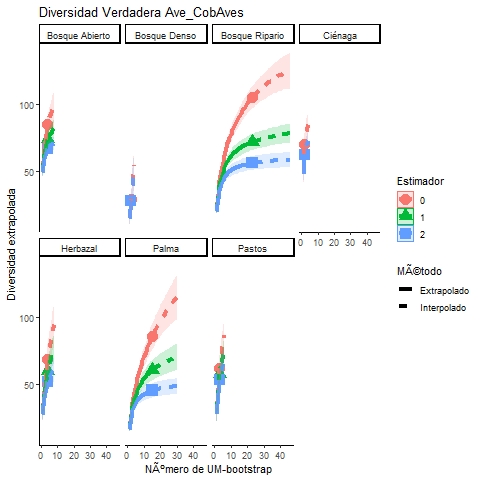 Diversidad Verdadera Ave_CobAves
Bosque Abierto
Bosque Denso
Bosque Ripario
Ciénaga
100
50
0 10 20 30 40
Herbazal
Palma
Pastos
100
50
0 10 20 30 40
0 10 20 30 40
0 10 20 30 40
Diversidad extrapolada
NÃºmero de UM-bootstrap
Estimador
0
1
2
MÃ©todo
Extrapolado
Interpolado